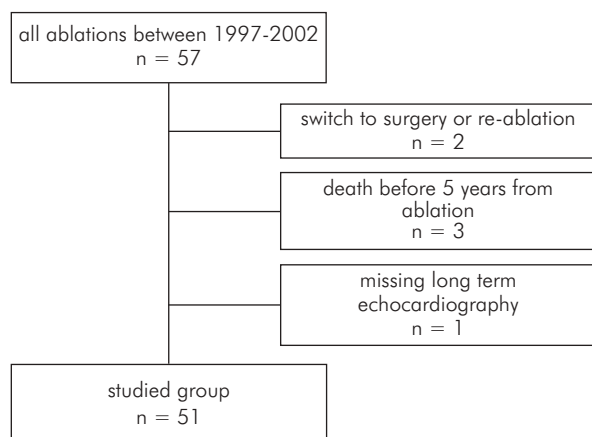 all ablations between 1997-2002
n = 57
switch to surgery or re-ablation
n = 2
death before 5 years from
ablation
n = 3
missing long term
echocardiography
n = 1
studied group
n = 51